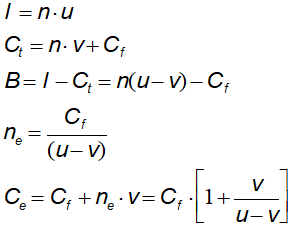 I = n · u
C_t = n · v + C_f
B = I − C_t = n(u − v) − C_f
n_e = C_f / (u − v)
C_e = C_f + n_e · v = C_f · [1 + v / (u − v)]